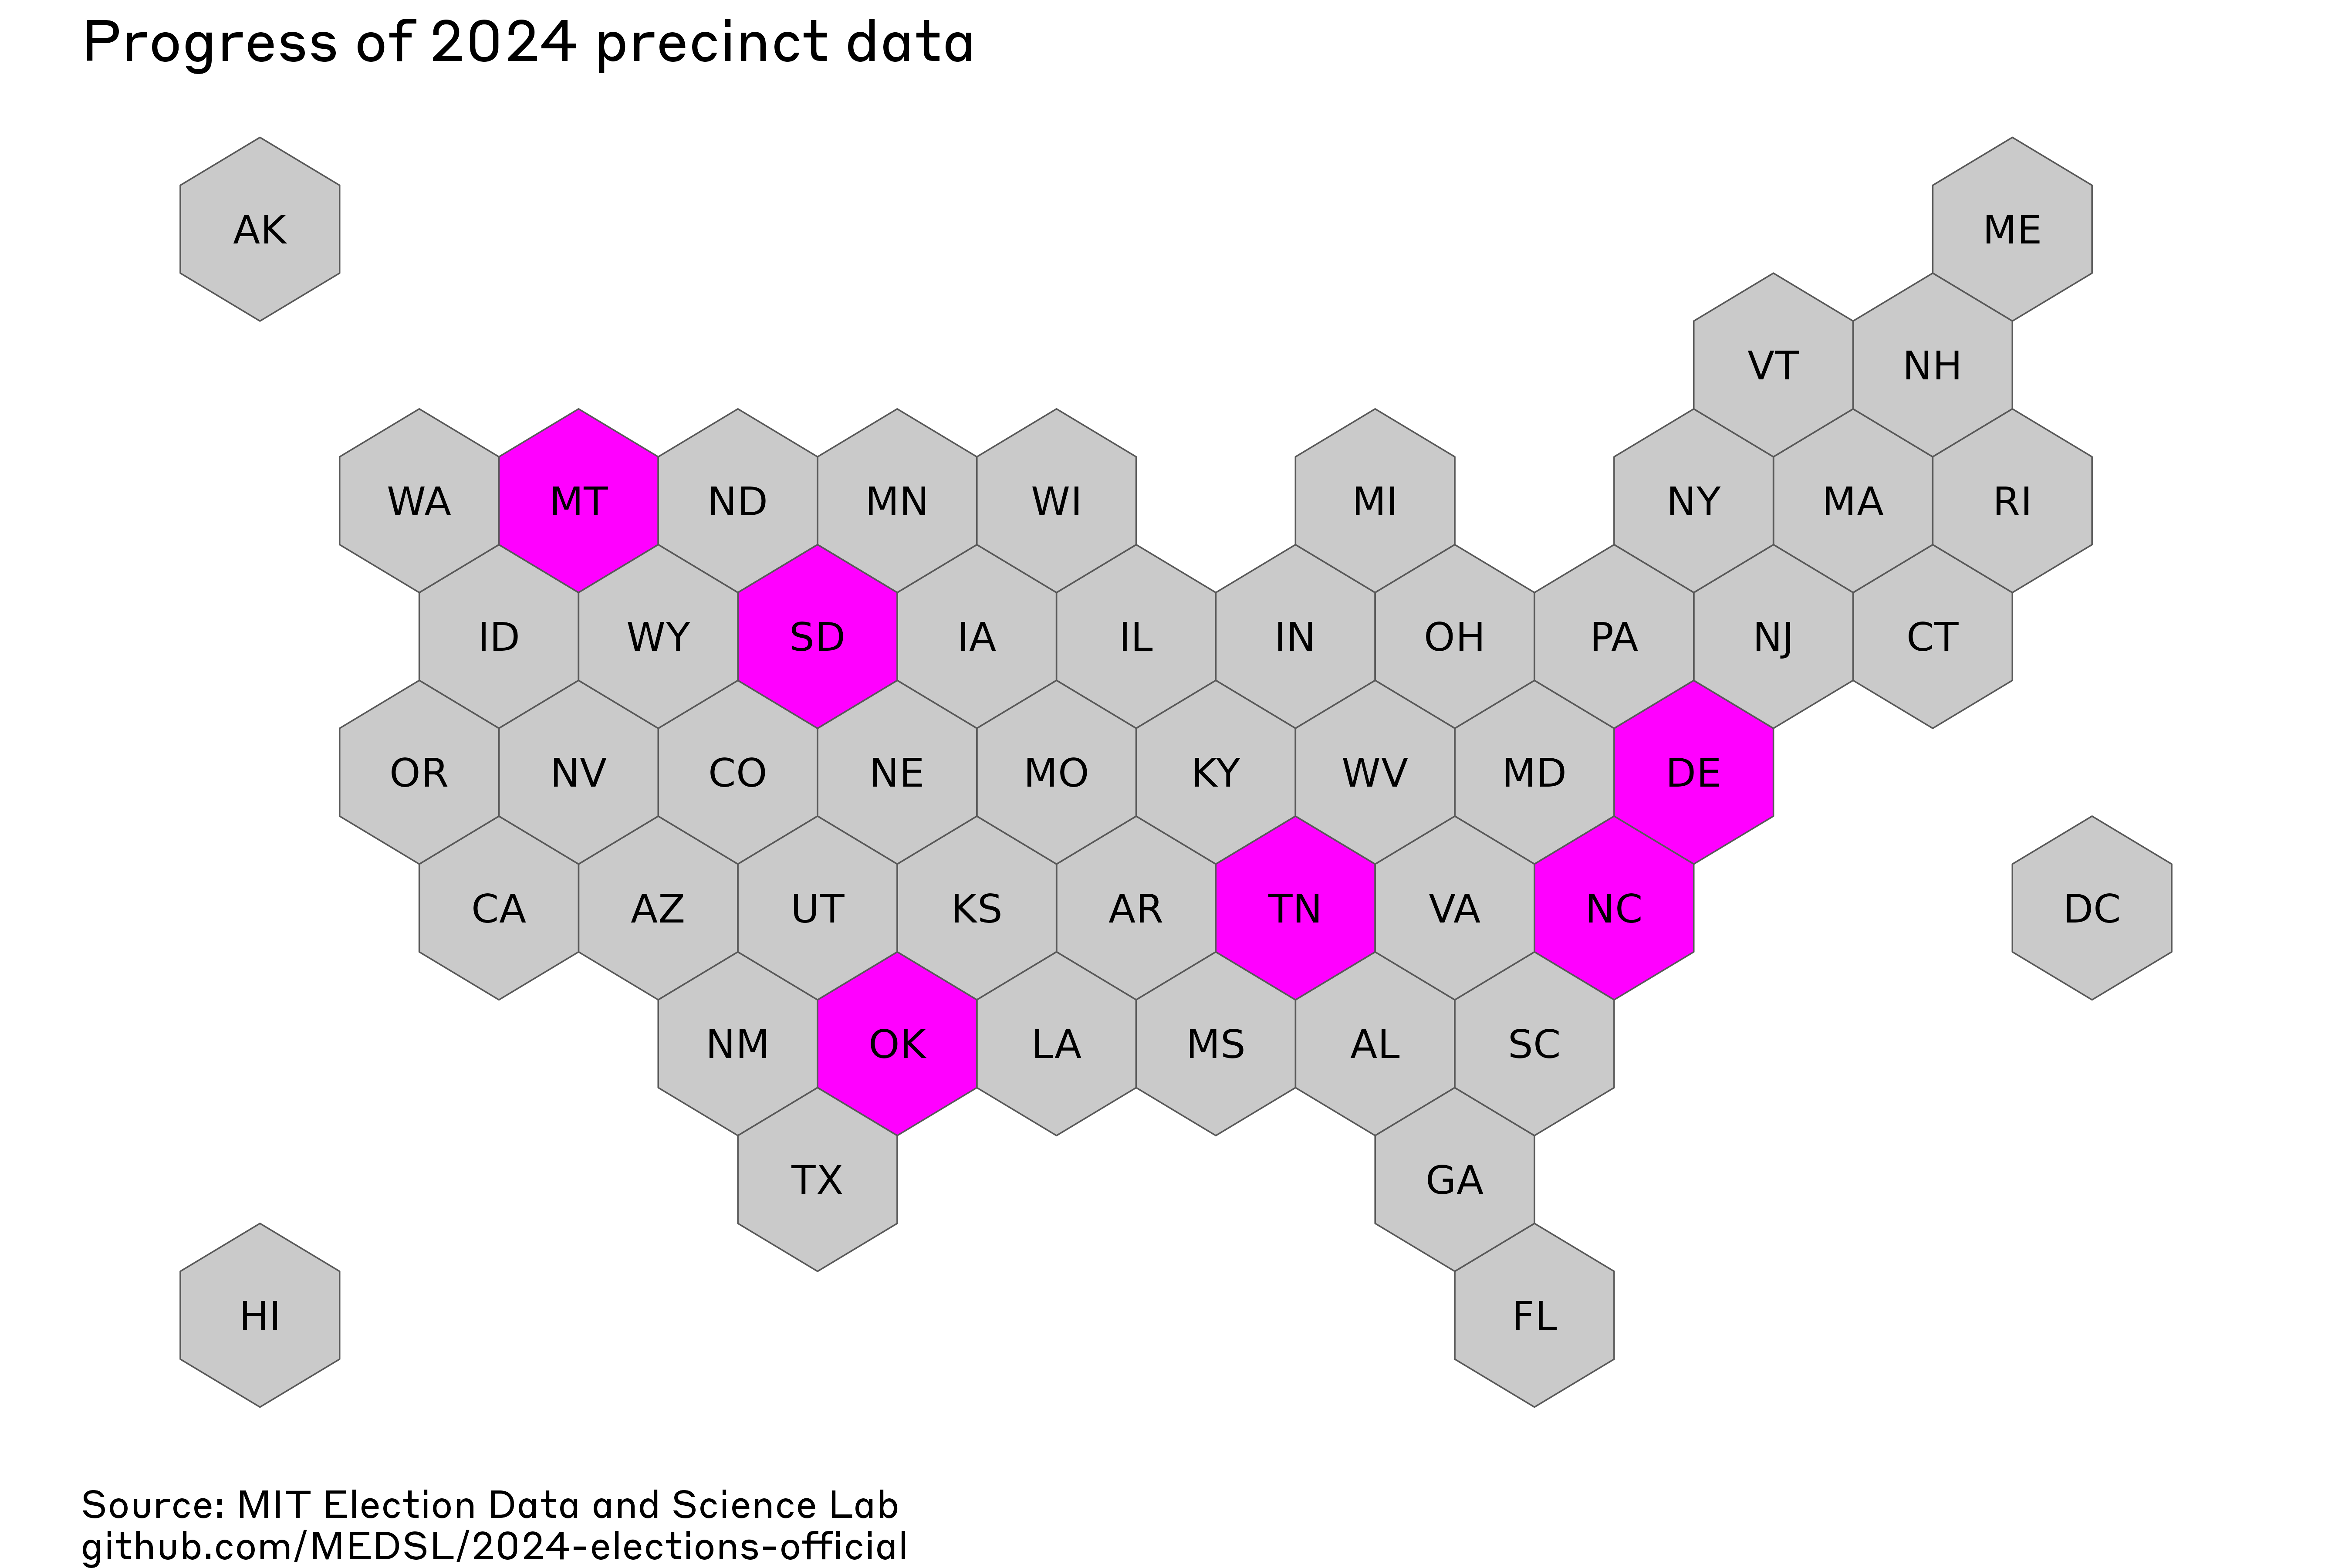 Progress of 2024 precinct data
AK
ME
VT NH
WA MT ND MN WI MI NY MA RI
ID WY SD IA IL IN OH PA NJ CT
OR NV CO NE MO KY WV MD DE
CA AZ UT KS AR TN VA NC DC
NM OK LA MS AL SC
TX GA
HI FL
Source: MIT Election Data and Science Lab
github.com/MEDSL/2024-elections-official